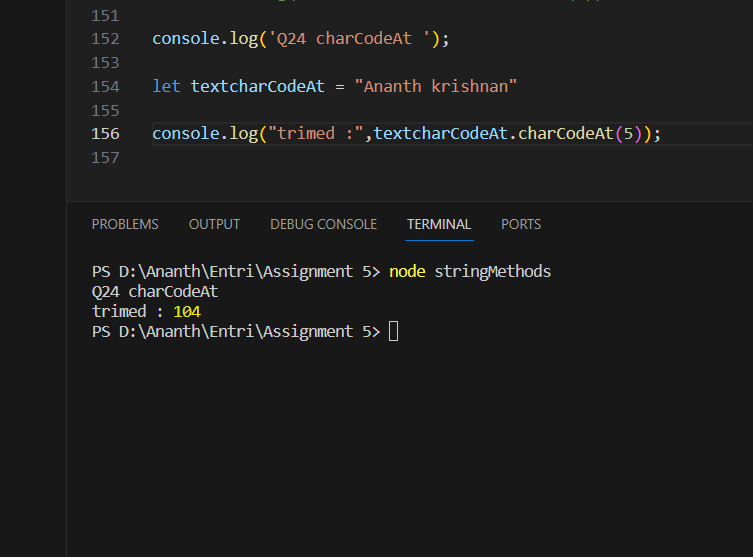 151
152 console.log('Q24 charCodeAt ');
153
154 let textcharCodeAt = "Ananth krishnan"
155
156 console.log("trimed :",textcharCodeAt.charCodeAt(5));
157
PROBLEMS OUTPUT DEBUG CONSOLE TERMINAL PORTS
PS D:\Ananth\Entri\Assignment 5> node stringMethods
Q24 charCodeAt
trimed : 104
PS D:\Ananth\Entri\Assignment 5>